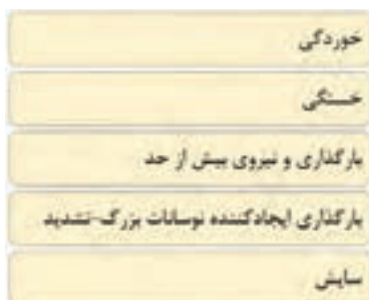 خوردگی
خستگی
بارگذاری و نیروی بیش از حد
بارگذاری ایجادکننده نوسانات بزرگ-تشدید
سایش